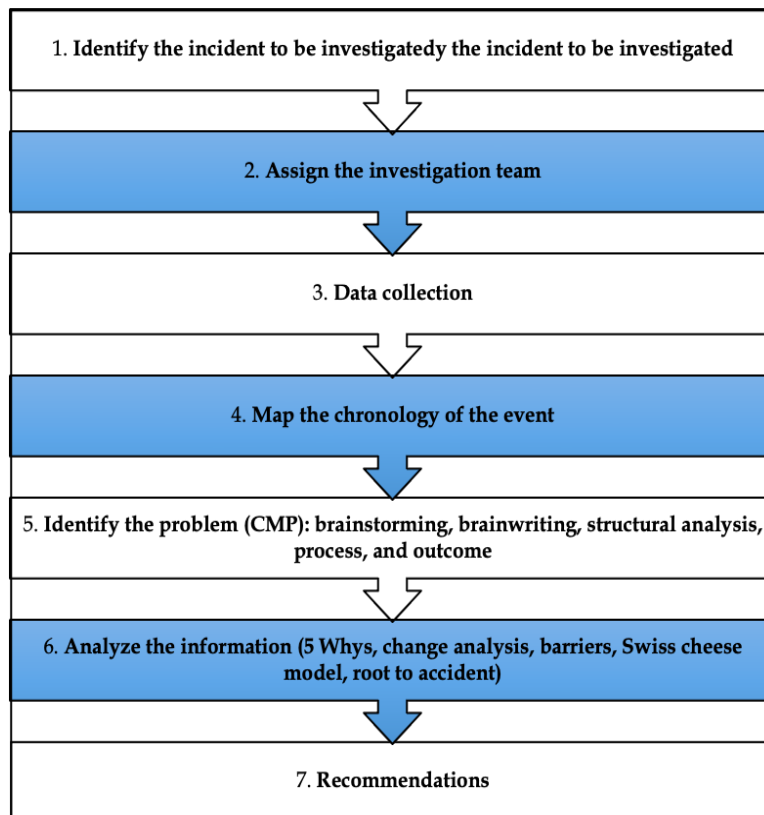 1. Identify the incident to be investigatedy the incident to be investigated
2. Assign the investigation team
3. Data collection
4. Map the chronology of the event
5. Identify the problem (CMP): brainstorming, brainwriting, structural analysis,
process, and outcome
6. Analyze the information (5 Whys, change analysis, barriers, Swiss cheese
model, root to accident)
7. Recommendations